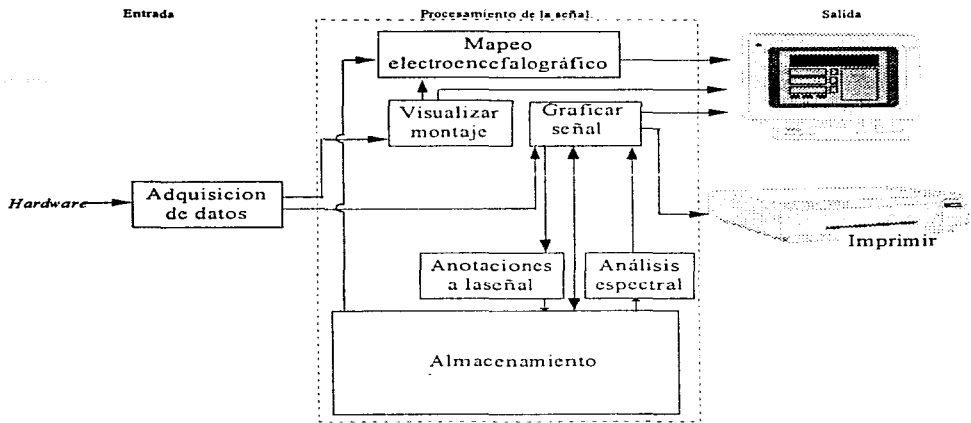 Entrada
Procesamiento de la señal
Salida
Mapeo
electroencefalográfico
Visualizar
montaje
Graficar
señal
Hardware
Adquisicion
de datos
Imprimir
Anotaciones
a laseñal
Análisis
espectral
Almacenamiento